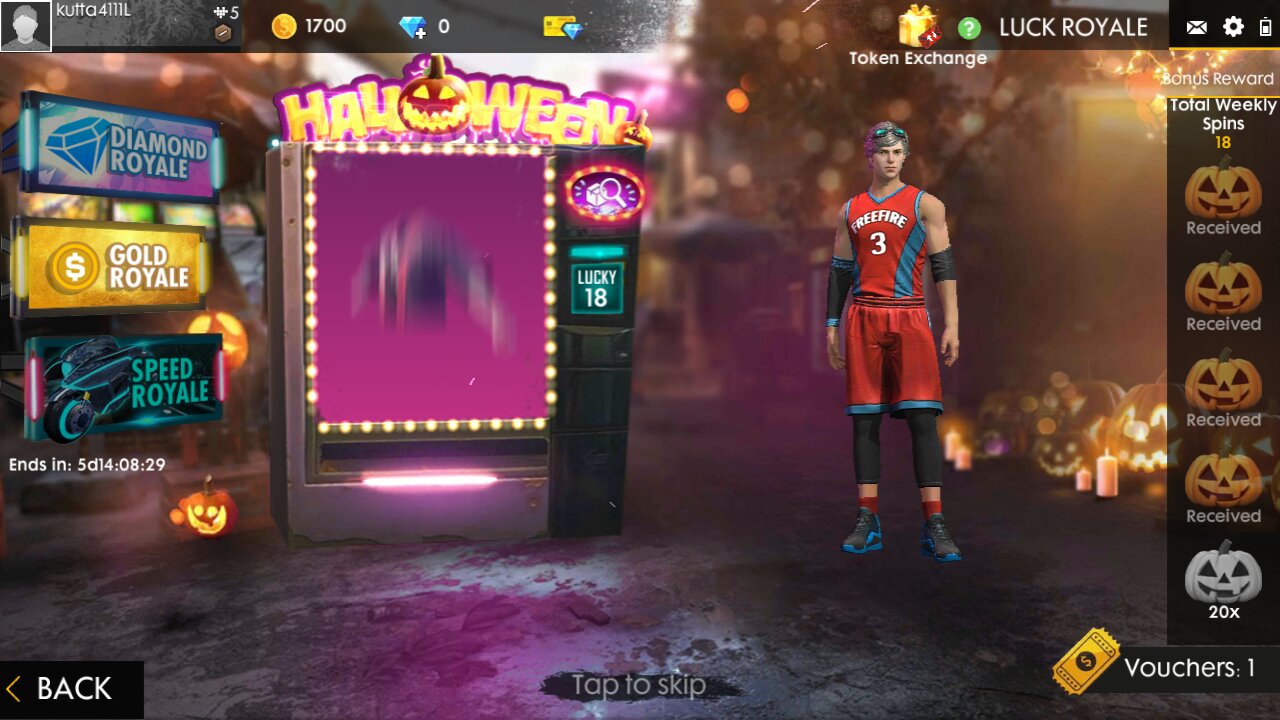 kutta4111L
5
1700
0
LUCK ROYALE
Token Exchange
Bonus Reward
Total Weekly
Spins
18
HALLOWEEN
DIAMOND
ROYALE
GOLD
ROYALE
SPEED
ROYALE
Ends in: 5d14:08:29
LUCKY
18
FREEFIRE
3
Received
Received
Received
Received
20x
Tap to skip
BACK
Vouchers: 1